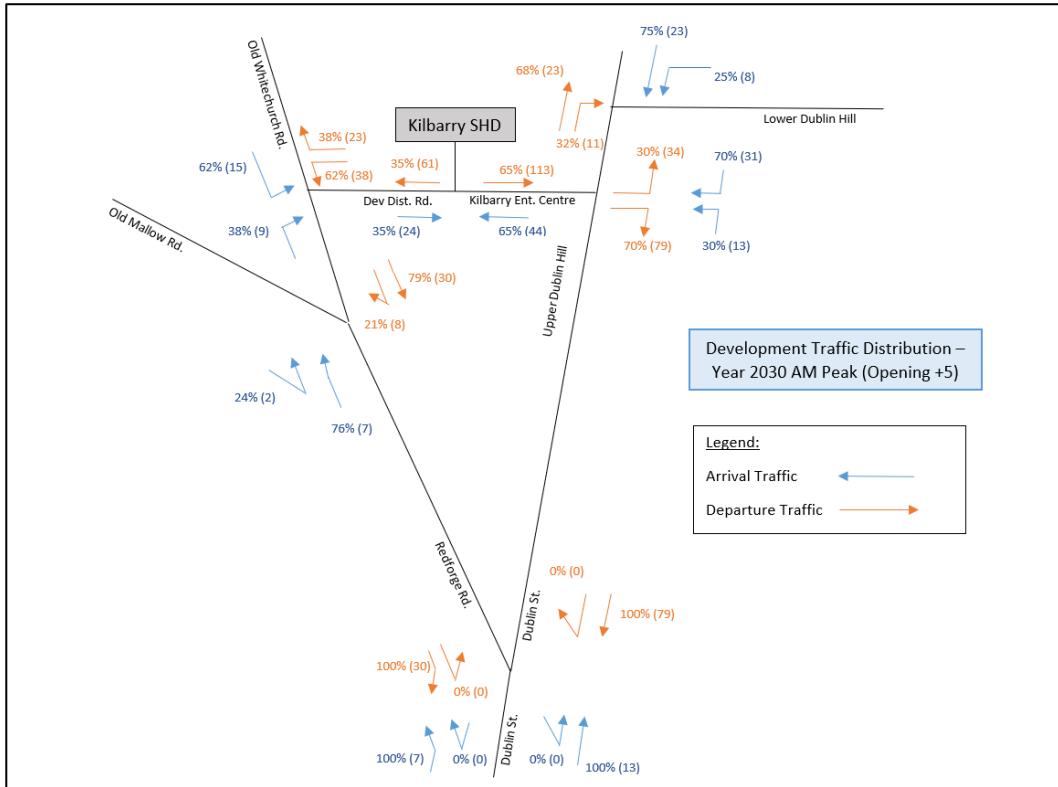 75% (23)
Old Whitechurch Rd.
68% (23)
25% (8)
Lower Dublin Hill
Kilbarry SHD
38% (23)
32% (11)
62% (15)
35% (61)
65% (113)
30% (34)
70% (31)
62% (38)
Dev Dist. Rd.
Kilbarry Ent. Centre
Old Mallow Rd.
38% (9)
35% (24)
65% (44)
70% (79)
30% (13)
79% (30)
Upper Dublin Hill
21% (8)
Development Traffic Distribution –
Year 2030 AM Peak (Opening +5)
24% (2)
76% (7)
Legend:
Arrival Traffic
Departure Traffic
Redforge Rd.
0% (0)
Dublin St.
100% (79)
100% (30)
0% (0)
Dublin St.
100% (7)
0% (0)
0% (0)
100% (13)